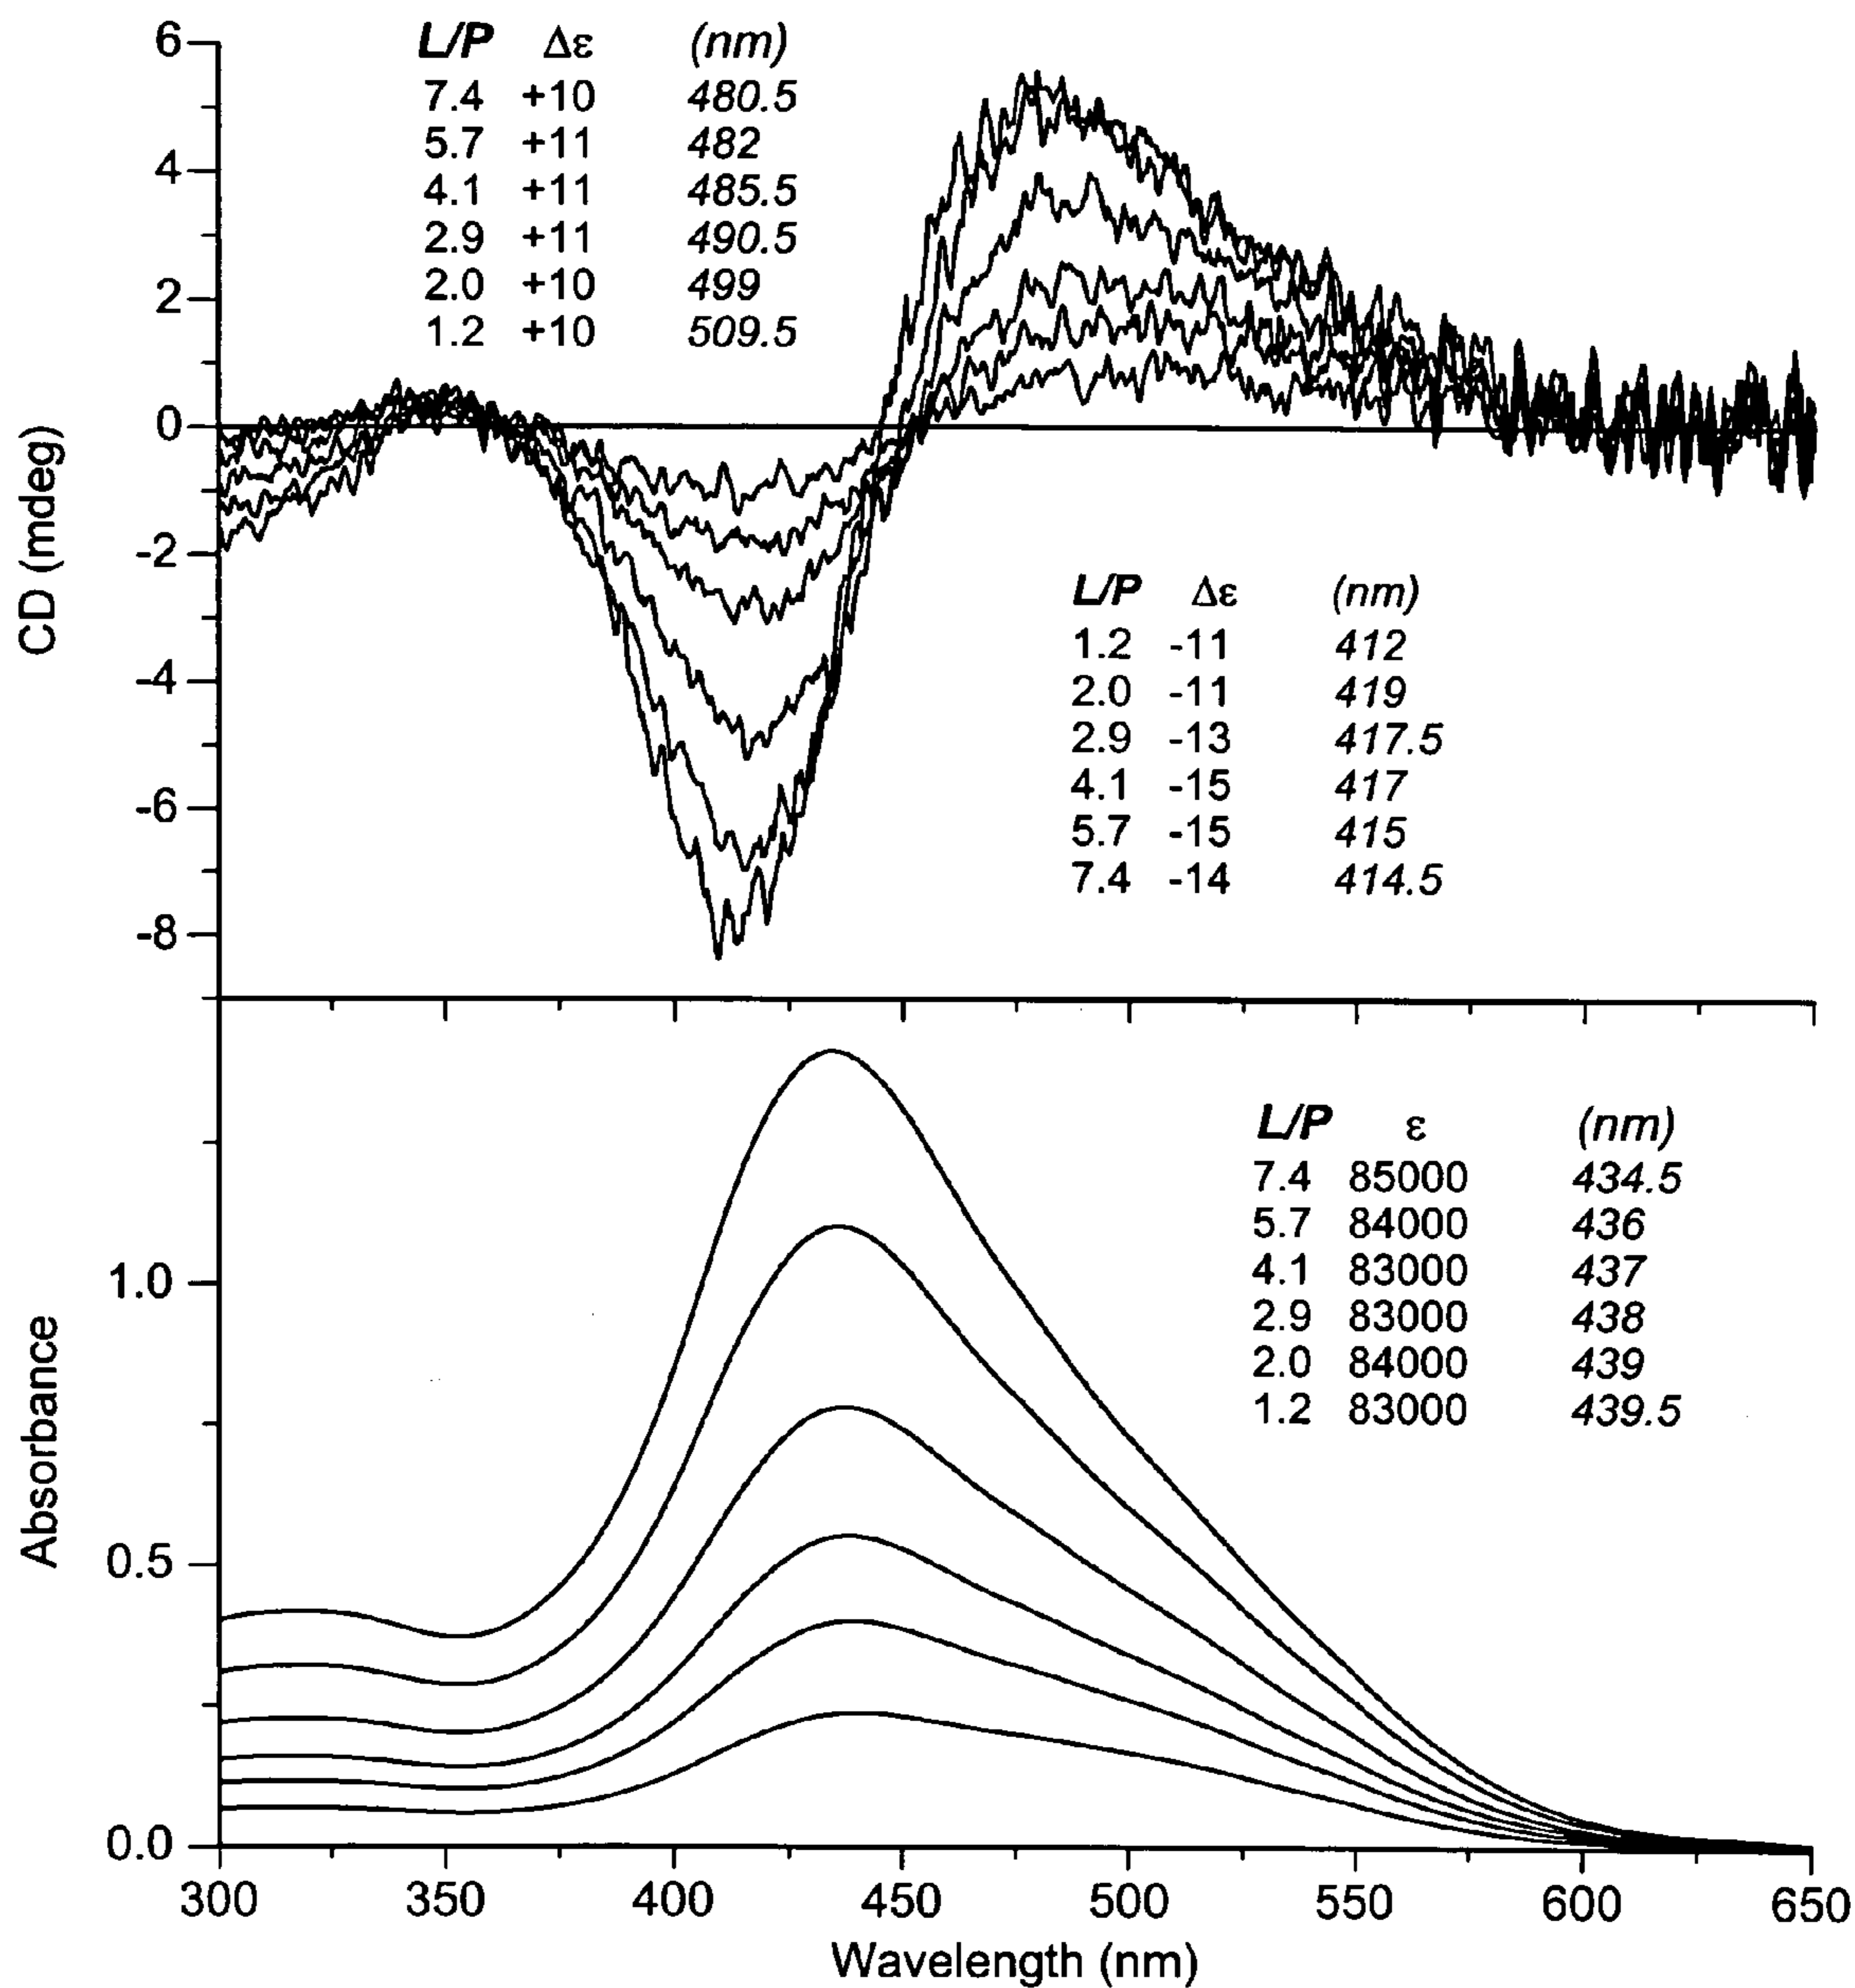 L/P Δε (nm)
7.4 +10 480.5
5.7 +11 482
4.1 +11 485.5
2.9 +11 490.5
2.0 +10 499
1.2 +10 509.5
6
4
2
0
-2
-4
-6
-8
CD (mdeg)
L/P Δε (nm)
1.2 -11 412
2.0 -11 419
2.9 -13 417.5
4.1 -15 417
5.7 -15 415
7.4 -14 414.5
L/P ε (nm)
7.4 85000 434.5
5.7 84000 436
4.1 83000 437
2.9 83000 438
2.0 84000 439
1.2 83000 439.5
1.0
0.5
0.0
Absorbance
300 350 400 450 500 550 600 650
Wavelength (nm)